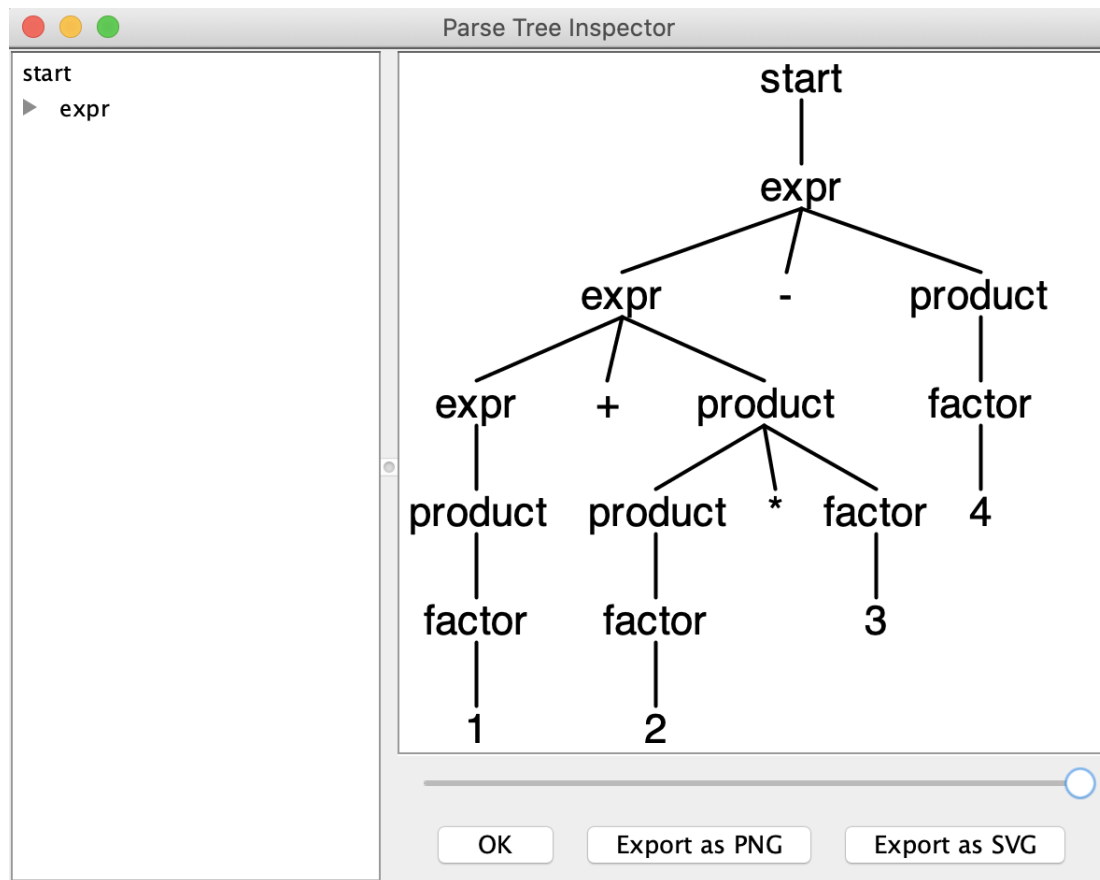 Parse Tree Inspector
start
expr
start
expr
expr - product
expr + product factor
product product * factor 4
factor factor 3
1 2
OK Export as PNG Export as SVG